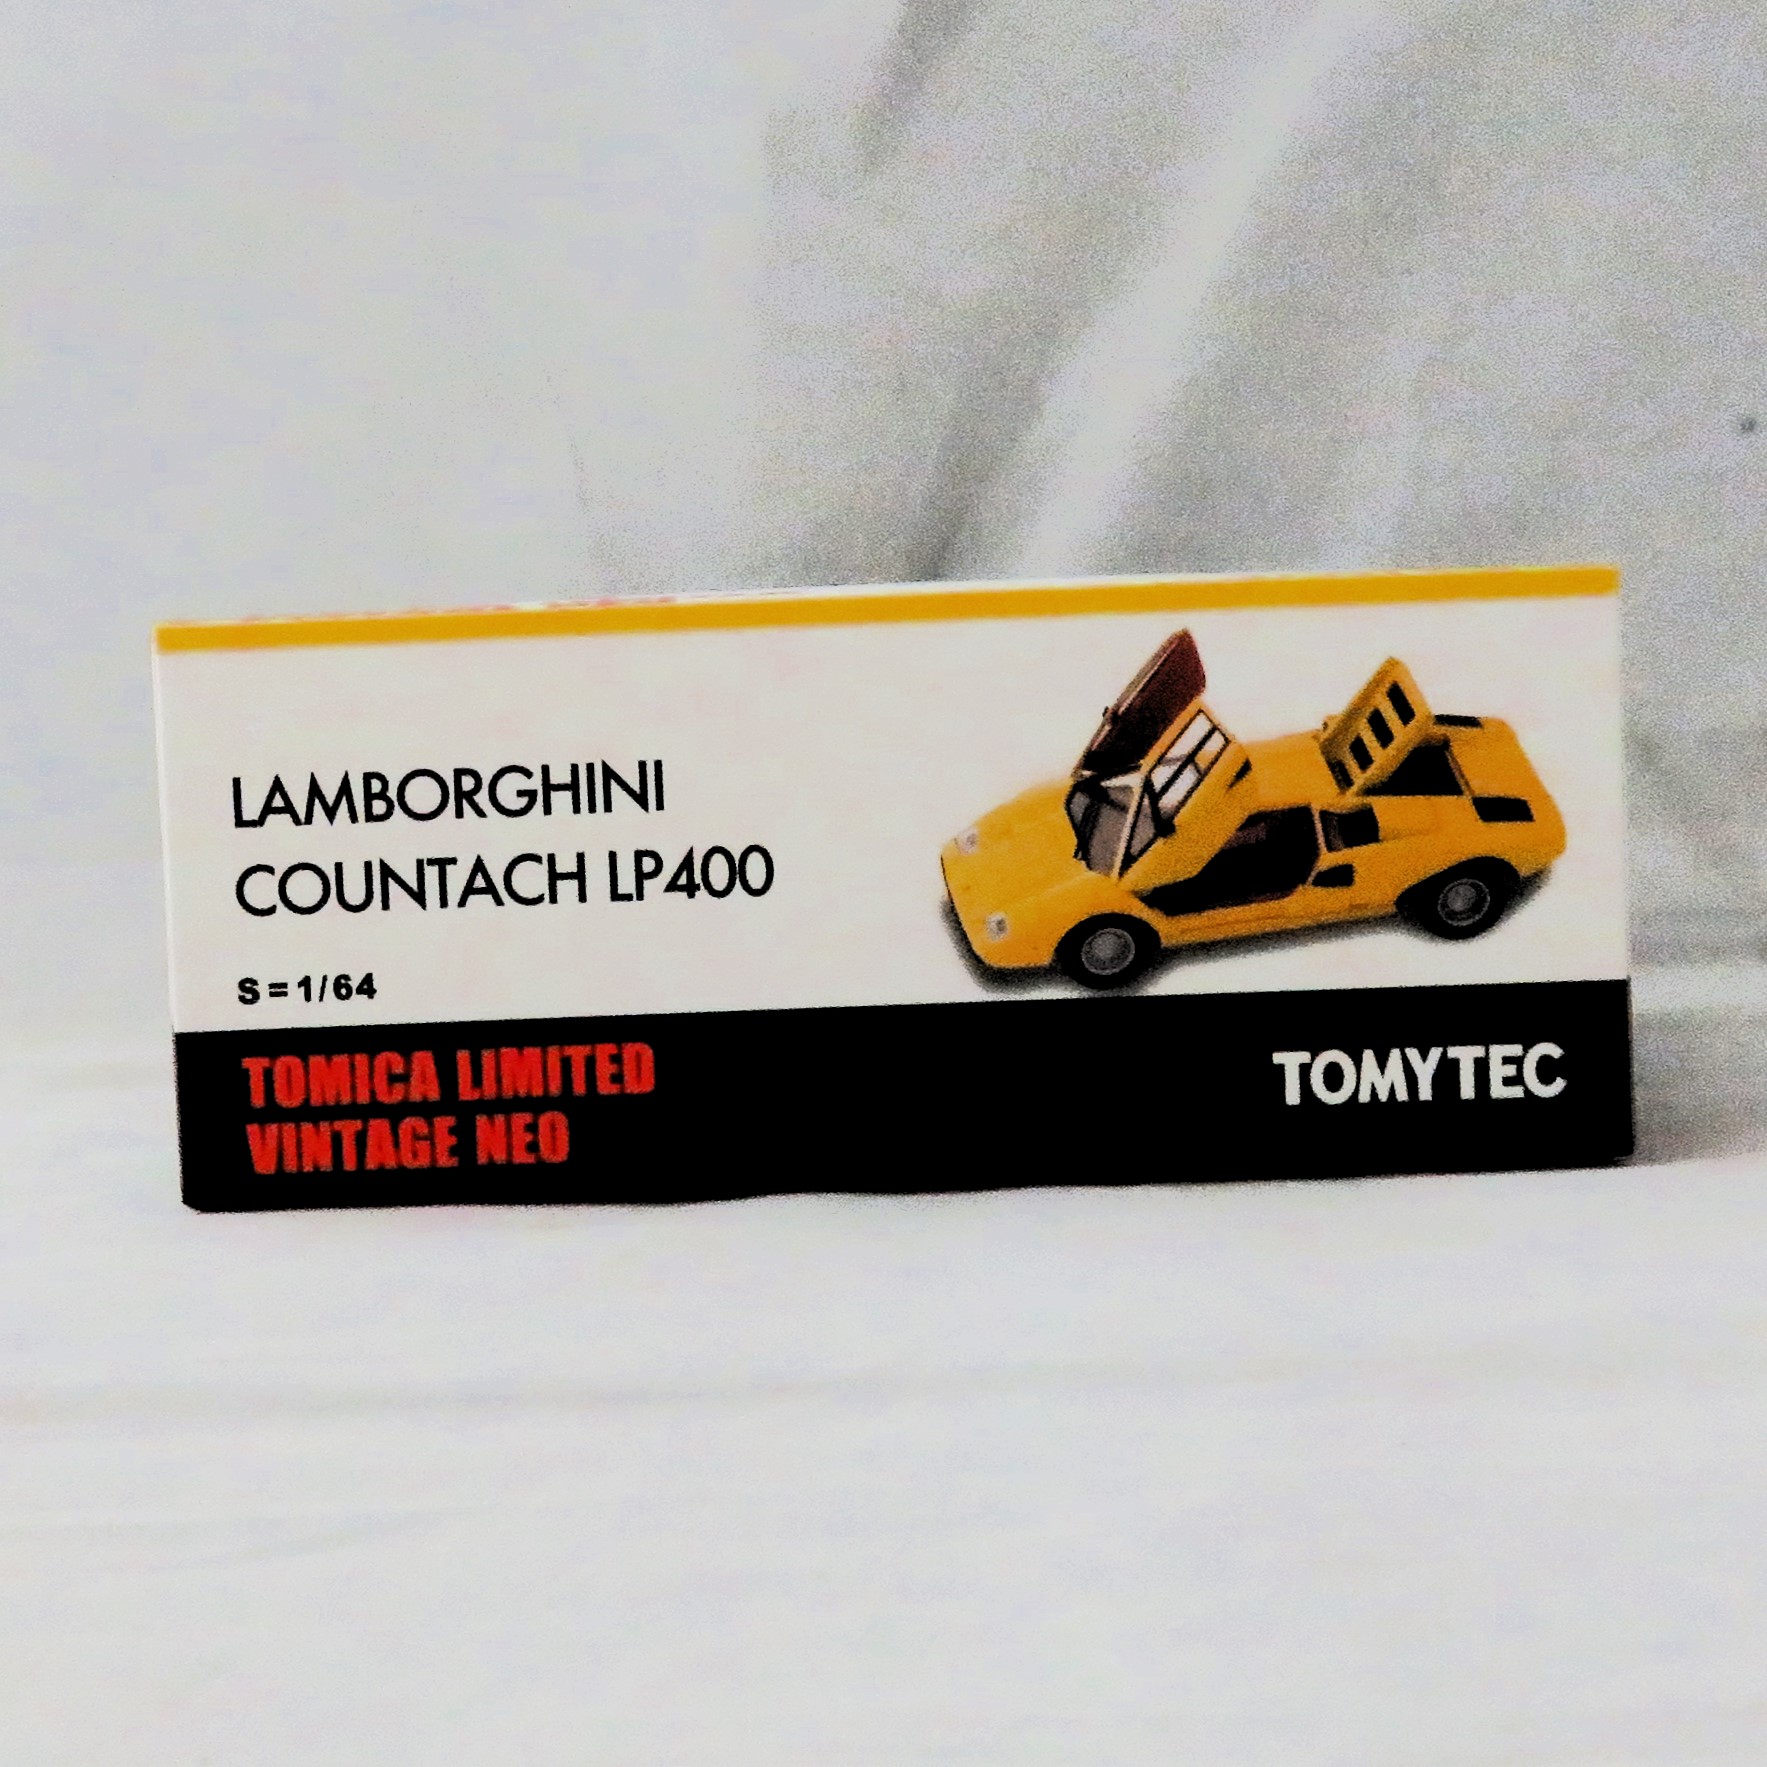 LAMBORGHINI
COUNTACH LP400
S=1/64
TOMICA LIMITED
VINTAGE NEO
TOMYTEC